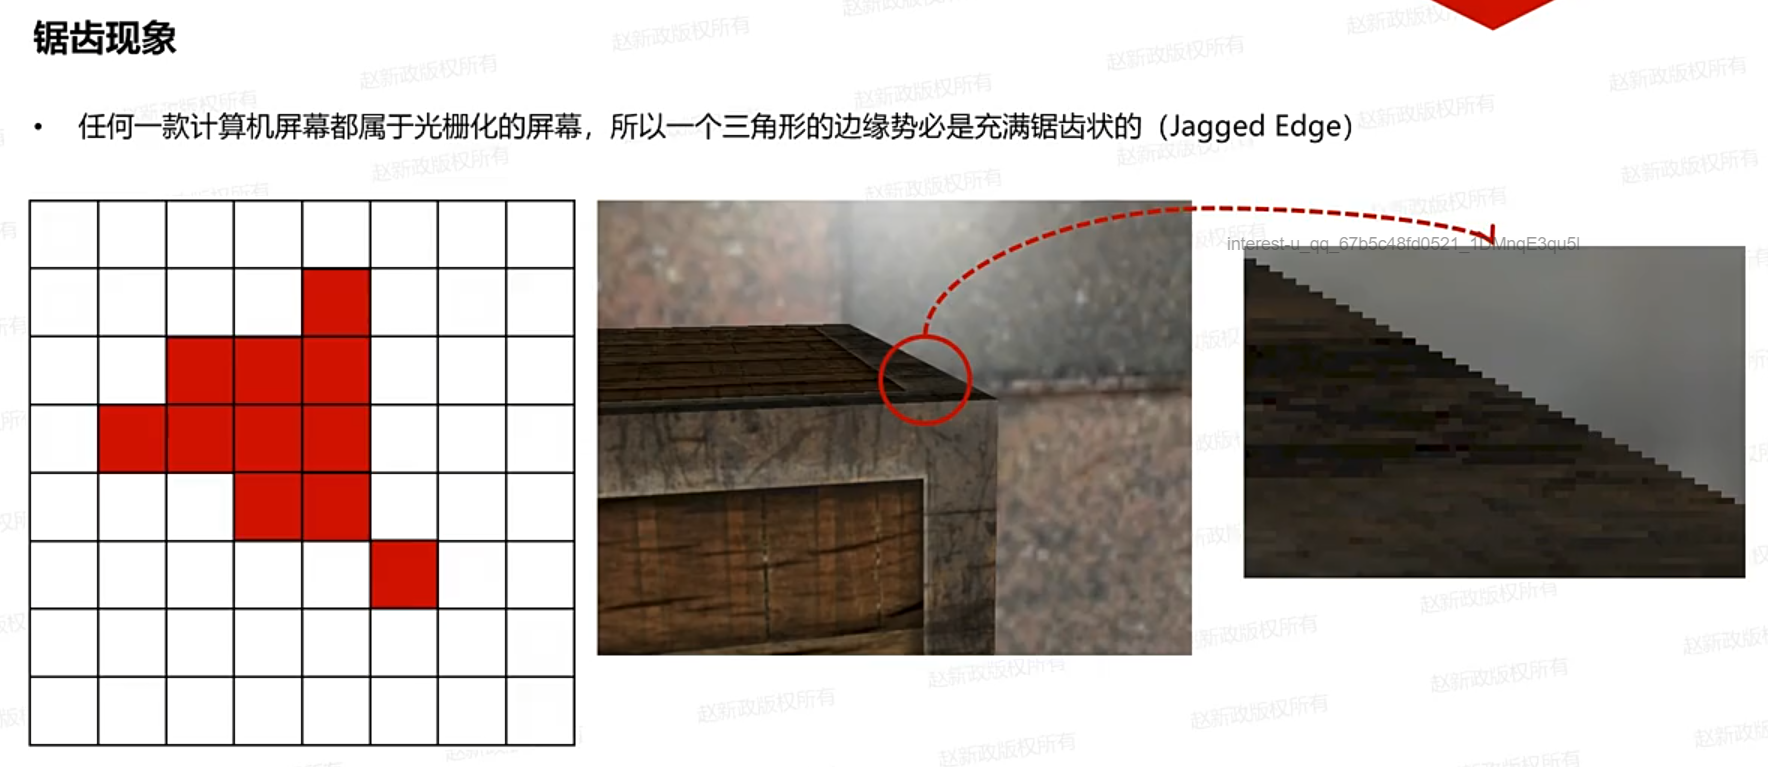 锯齿现象
• 任何一款计算机屏幕都属于光栅化的屏幕，所以一个三角形的边缘势必是充满锯齿状的（Jagged Edge）
interest-u_qq_67b5c48fd0521_1DMnqE3qu5l
赵新政版权所有